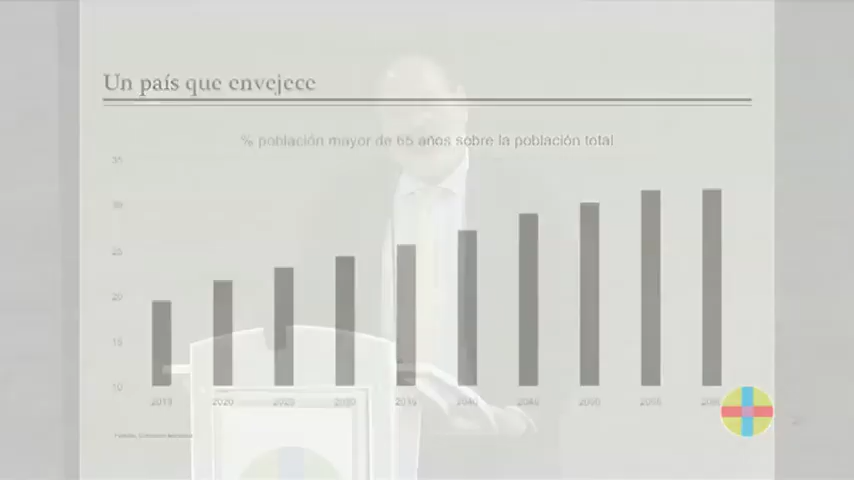 Un país que envejece
% población mayor de 65 años sobre la población total
35
30
25
20
15
10
2013 2020 2030 2040 2045 2050